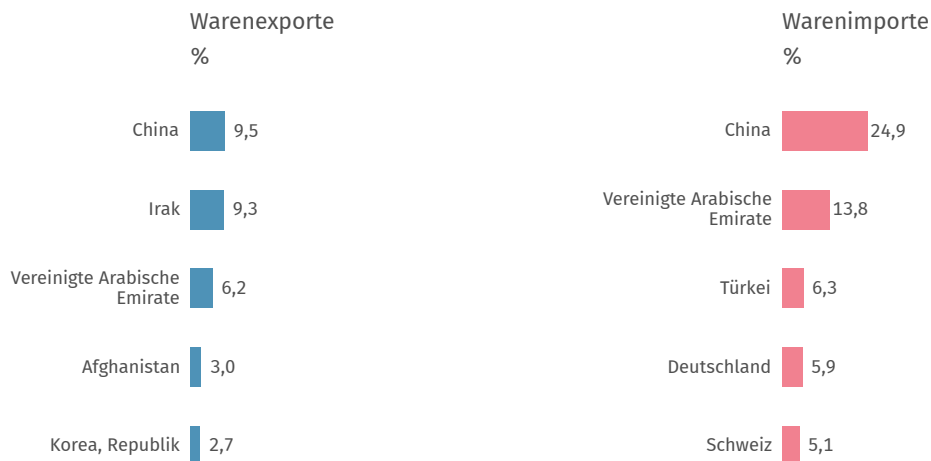 Warenexporte
%
China 9,5
Irak 9,3
Vereinigte Arabische
Emirate 6,2
Afghanistan 3,0
Korea, Republik 2,7
Warenimporte
%
China 24,9
Vereinigte Arabische
Emirate 13,8
Türkei 6,3
Deutschland 5,9
Schweiz 5,1